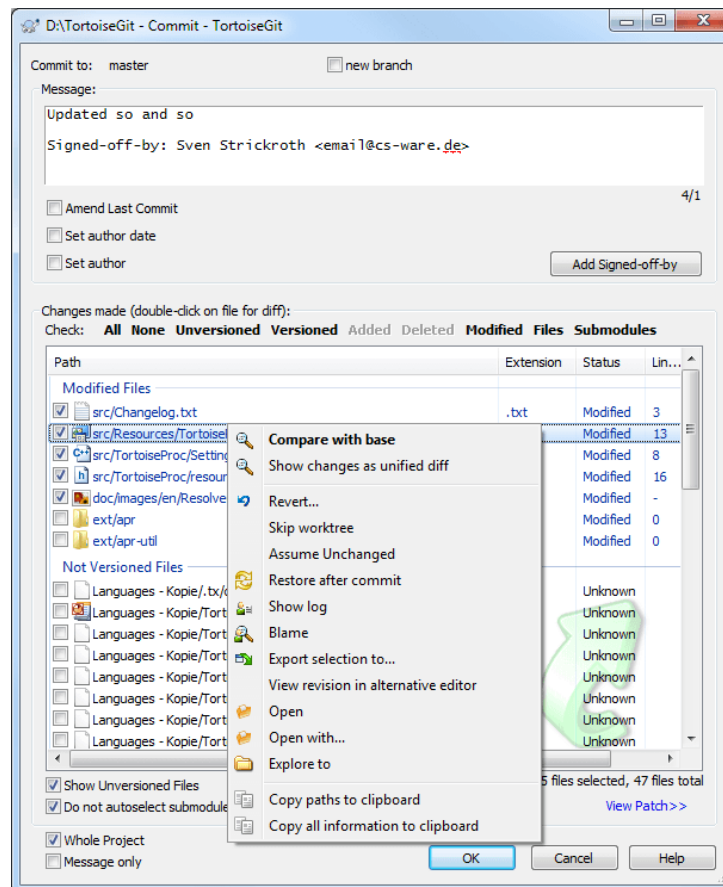 D:\TortoiseGit - Commit - TortoiseGit
Commit to: master new branch
Message:
Updated so and so
Signed-off-by: Sven Strickroth <email@cs-ware.de>
4/1
Amend Last Commit
Set author date
Set author
Add Signed-off-by
Changes made (double-click on file for diff):
Check: All None Unversioned Versioned Added Deleted Modified Files Submodules
Path Extension Status Lin...
Modified Files
src/Changelog.txt .txt Modified 3
src/Resources/Tortoise Modified 13
src/TortoiseProc/Setting Modified 8
src/TortoiseProc/resour Modified 16
doc/images/en/Resolve Modified -
ext/apr Modified 0
ext/apr-util Modified 0
Not Versioned Files
Languages - Kopie/.tx/ Unknown
Languages - Kopie/Tort Unknown
Languages - Kopie/Tort Unknown
Languages - Kopie/Tort Unknown
Languages - Kopie/Tort Unknown
Languages - Kopie/Tort Unknown
Languages - Kopie/Tort Unknown
Languages - Kopie/Tort Unknown
Compare with base
Show changes as unified diff
Revert...
Skip worktree
Assume Unchanged
Restore after commit
Show log
Blame
Export selection to...
View revision in alternative editor
Open
Open with...
Explore to
Copy paths to clipboard
Copy all information to clipboard
Show Unversioned Files
5 files selected, 47 files total
Do not autoselect submodule
View Patch>>
Whole Project
Message only
OK Cancel Help